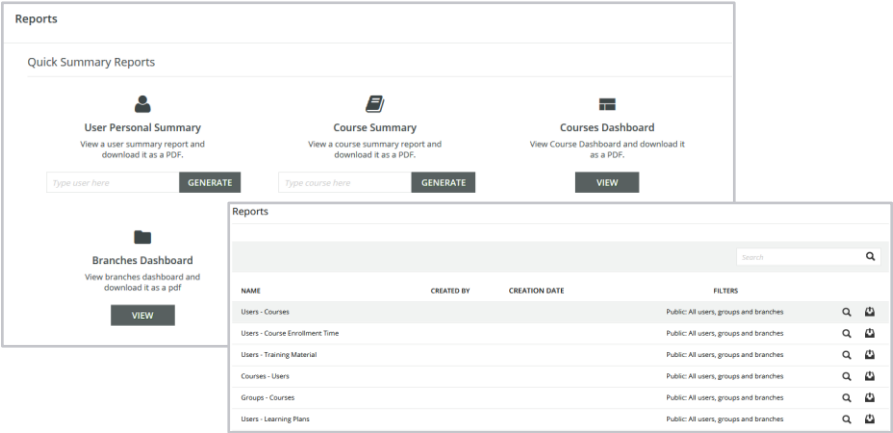 Reports
Quick Summary Reports
User Personal Summary
View a user summary report and
download it as a PDF.
Type user here
GENERATE
Course Summary
View a course summary report and
download it as a PDF.
Type course here
GENERATE
Courses Dashboard
View Course Dashboard and download it
as a PDF.
VIEW
Branches Dashboard
View branches dashboard and
download it as a pdf
VIEW
Reports
Search
NAME CREATED BY CREATION DATE FILTERS
Users - Courses Public: All users, groups and branches
Users - Course Enrollment Time Public: All users, groups and branches
Users - Training Material Public: All users, groups and branches
Courses - Users Public: All users, groups and branches
Groups - Courses Public: All users, groups and branches
Users - Learning Plans Public: All users, groups and branches